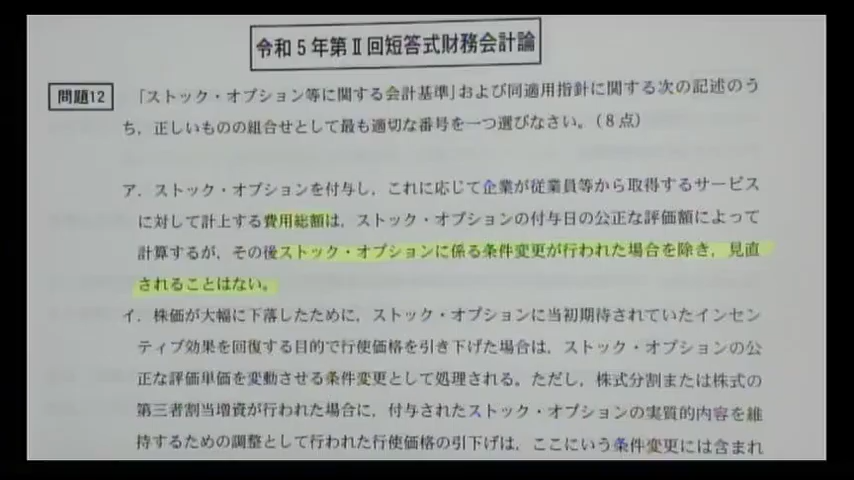 令和5年第Ⅱ回短答式財務会計論
問題12 「ストック・オプション等に関する会計基準」および同適用指針に関する次の記述のう
ち，正しいものの組合せとして最も適切な番号を一つ選びなさい。（8点）
ア．ストック・オプションを付与し，これに応じて企業が従業員等から取得するサービス
に対して計上する費用総額は，ストック・オプションの付与日の公正な評価額によって
計算するが，その後ストック・オプションに係る条件変更が行われた場合を除き，見直
されることはない。
イ．株価が大幅に下落したために，ストック・オプションに当初期待されていたインセン
ティブ効果を回復する目的で行使価格を引き下げた場合は，ストック・オプションの公
正な評価単価を変動させる条件変更として処理される。ただし，株式分割または株式の
第三者割当増資が行われた場合に，付与されたストック・オプションの実質的内容を維
持するための調整として行われた行使価格の引下げは，ここにいう条件変更には含まれ